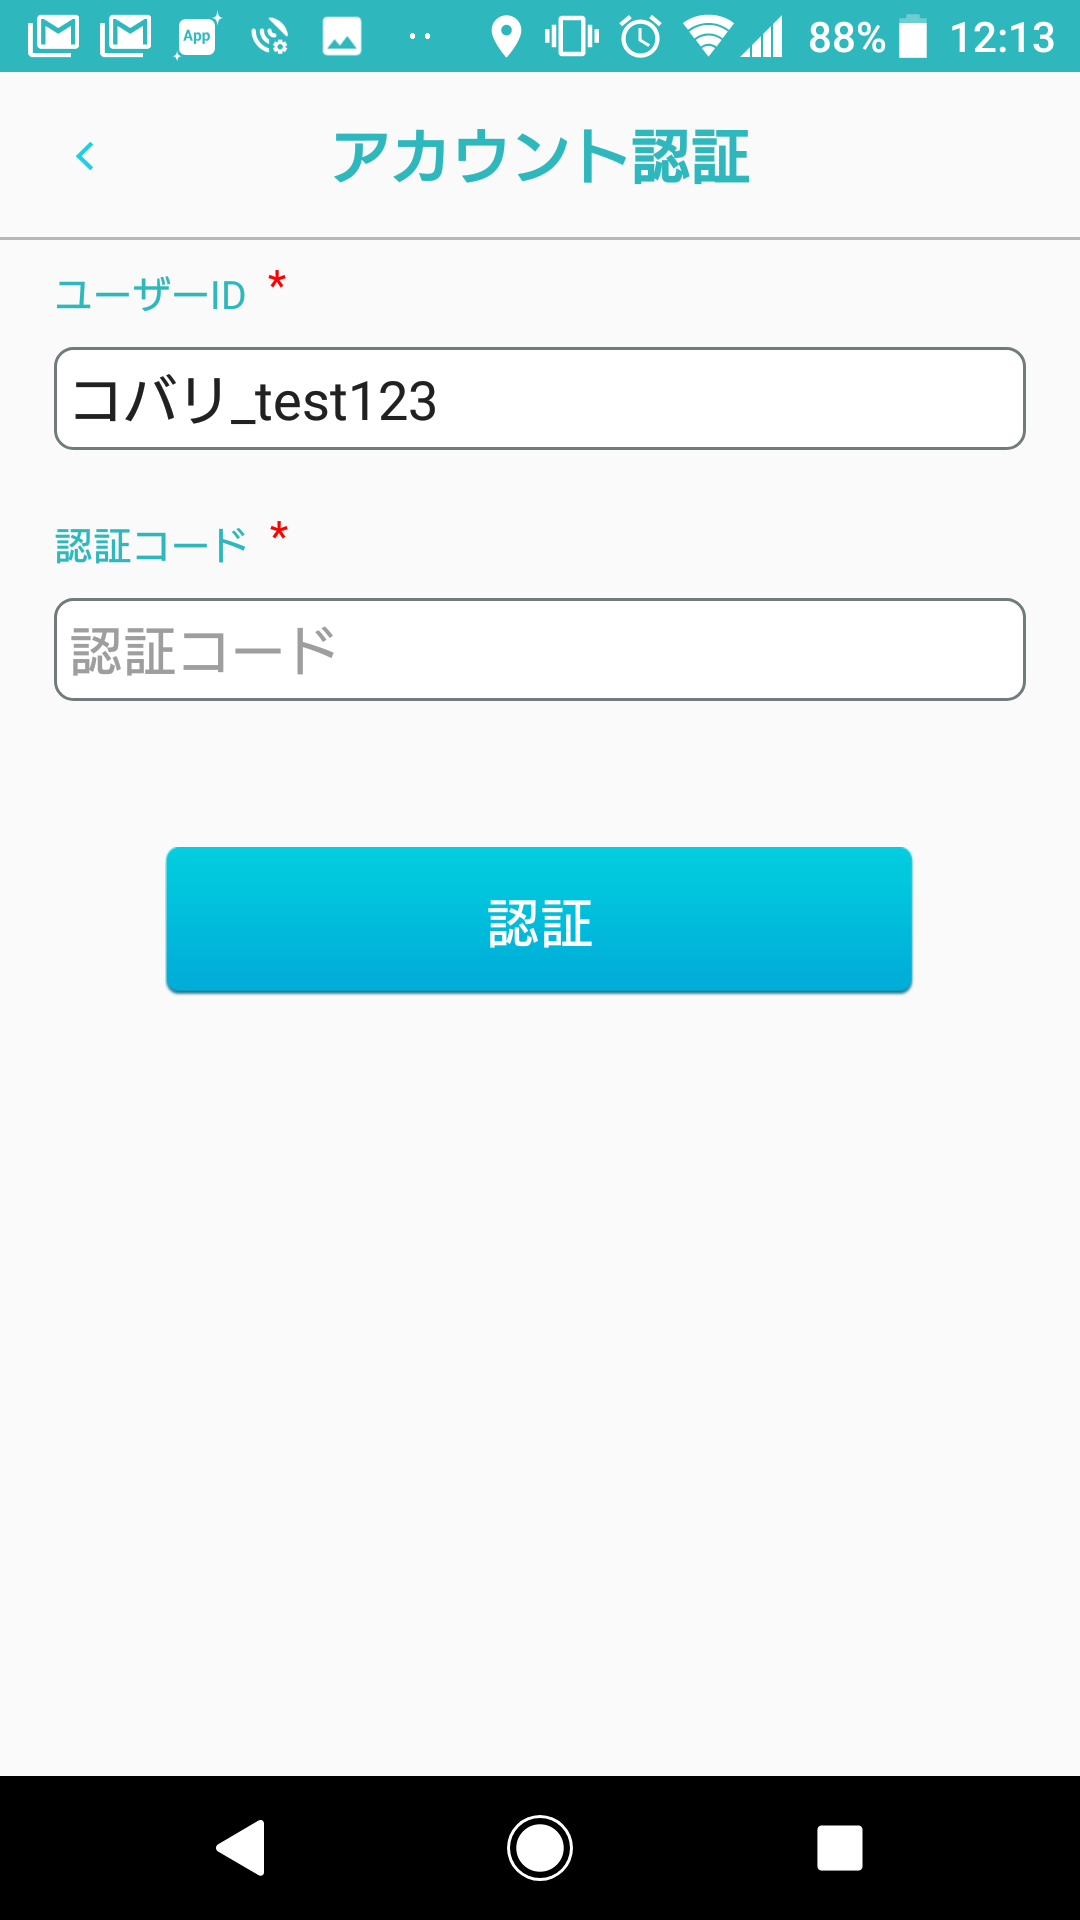 App 88% 12:13
アカウント認証
ユーザーID *
コバリ_test123
認証コード *
認証コード
認証